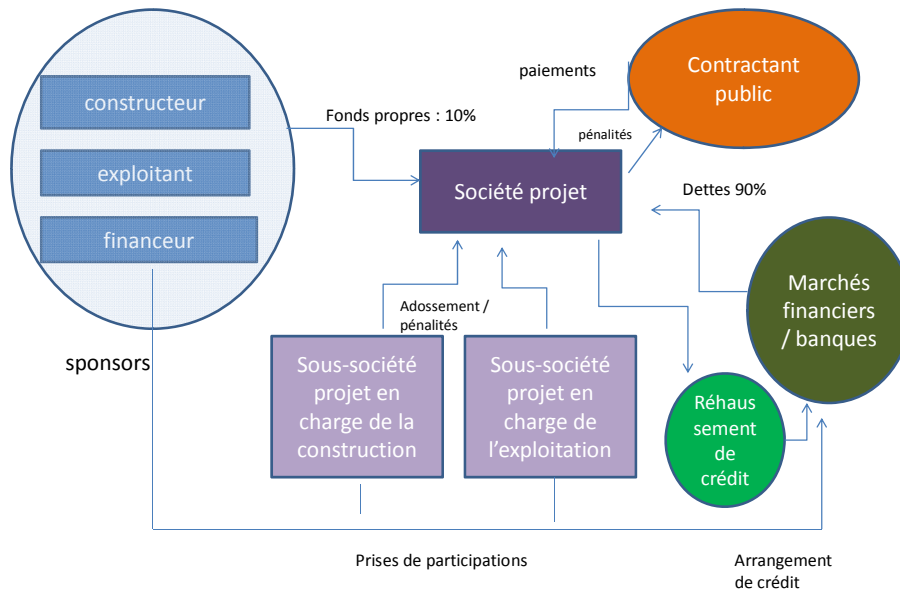 constructeur
exploitant
financeur
sponsors
Fonds propres : 10%
paiements
Contractant
public
pénalités
Société projet
Dettes 90%
Marchés
financiers
/ banques
Adossement /
pénalités
Sous-société
projet en
charge de la
construction
Sous-société
projet en
charge de
l'exploitation
Réhaus
sement de
crédit
Prises de participations
Arrangement
de crédit